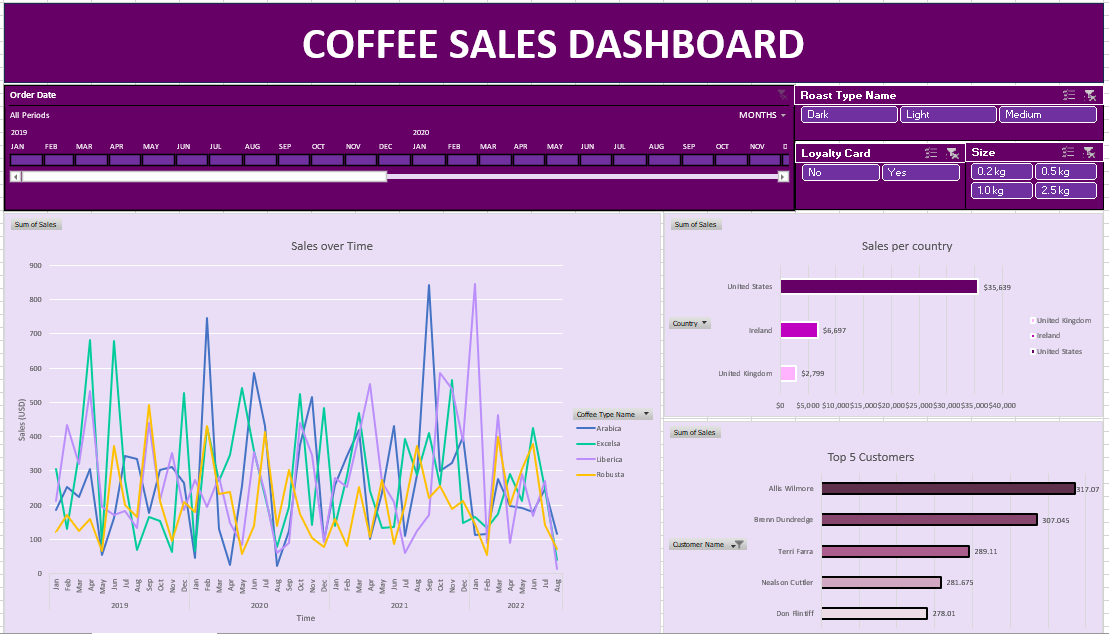 COFFEE SALES DASHBOARD
Order Date
All Periods
MONTHS
2019 2020
JAN FEB MAR APR MAY JUN JUL AUG SEP OCT NOV DEC JAN FEB MAR APR MAY JUN JUL AUG SEP OCT NOV D
Roast Type Name
Dark Light Medium
Loyalty Card
No Yes
Size
0.2 kg 0.5 kg
1.0 kg 2.5 kg
Sum of Sales
Sales over Time
900
800
700
600
500
400
300
200
100
0
Sales (USD)
Jan Feb Mar Apr May Jun Jul Aug Sep Oct Nov Dec Jan Feb Mar Apr May Jun Jul Aug Sep Oct Nov Dec Jan Feb Mar Apr May Jun Jul Aug Sep Oct Nov Dec Jan Feb Mar Apr May Jun Jul Aug
2019 2020 2021 2022
Time
Coffee Type Name
Arabica
Excelsa
Liberica
Robusta
Sum of Sales
Sales per country
Country
United States $35,639
Ireland $6,697
United Kingdom $2,799
$0 $5,000 $10,000 $15,000 $20,000 $25,000 $30,000 $35,000 $40,000
United Kingdom
Ireland
United States
Sum of Sales
Top 5 Customers
Customer Name
Allis Wilmore 317.07
Brenn Dundredge 307.045
Terri Farra 289.11
Nealson Cuttler 281.675
Don Flintiff 278.01